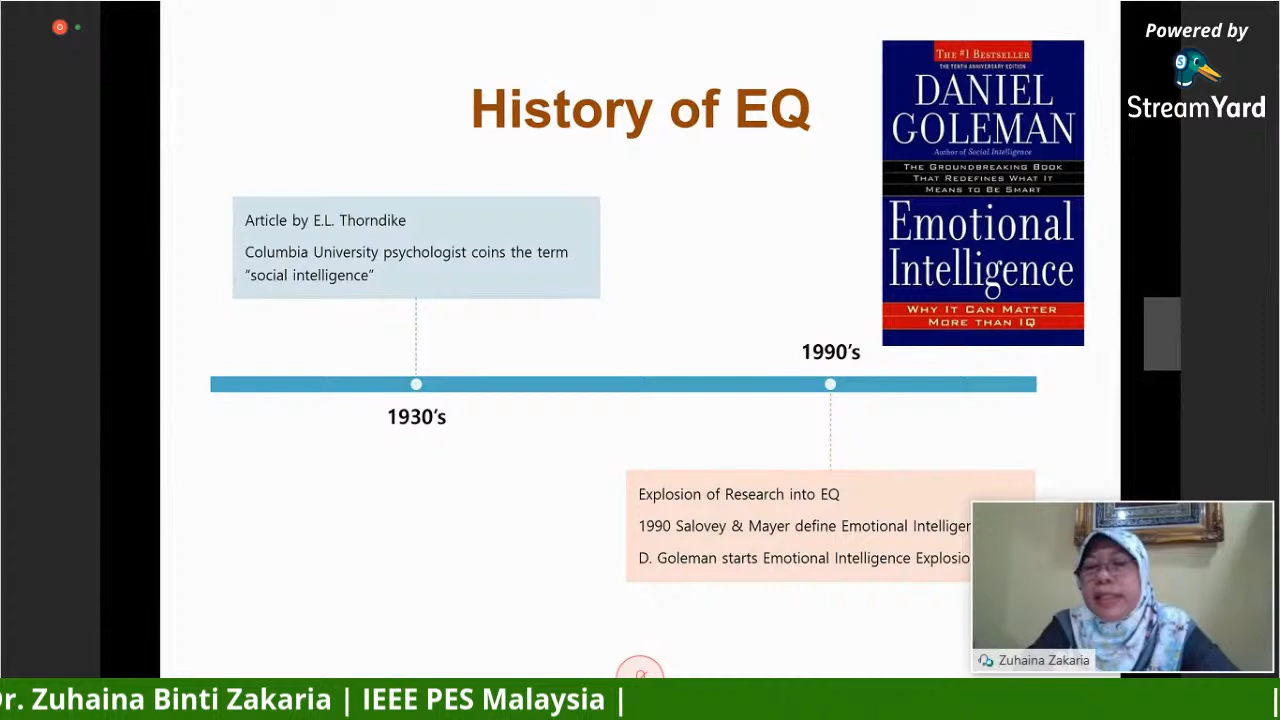 Powered by
StreamYard
History of EQ
THE #1 BESTSELLER
THE TENTH ANNIVERSARY EDITION
DANIEL
GOLEMAN
Author of Social Intelligence
THE GROUNDBREAKING BOOK
THAT REDEFINES WHAT IT
MEANS TO BE SMART
Emotional
Intelligence
WHY IT CAN MATTER
MORE THAN IQ
Article by E.L. Thorndike
Columbia University psychologist coins the term
“social intelligence”
1990’s
1930’s
Explosion of Research into EQ
1990 Salovey & Mayer define Emotional Intelligen
D. Goleman starts Emotional Intelligence Explosio
Zuhaina Zakaria
Dr. Zuhaina Binti Zakaria | IEEE PES Malaysia |